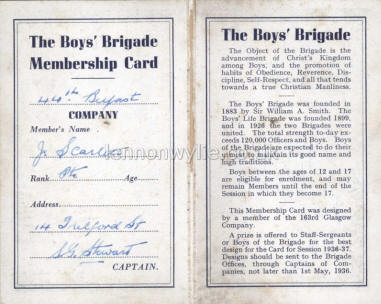 The Boys' Brigade
Membership Card
44th Belfast
COMPANY
Member's Name
J. Scarlett
Rank Pte Age
Address
14 Telford St
S.G. Stewart
CAPTAIN.
The Boys' Brigade
The Object of the Brigade is the
advancement of Christ's Kingdom
among Boys, and the promotion
of habits of Obedience, Reverence, Dis-
cipline, Self-Respect, and all that tends
towards a true Christian Manliness.
The Boys' Brigade was founded in
1883 by Sir William A. Smith. The
Boys' Life Brigade was founded 1899,
and in 1926 the two Brigades were
united. The total strength to-day ex-
ceeds 120,000 Officers and Boys. Boys
of the Brigade are expected to do their
utmost to maintain its good name and
high traditions.
Boys between the ages of 12 and 17
are eligible for enrolment, and may
remain Members until the end of the
Session in which they become 17.
This Membership Card was designed
by a member of the 163rd Glasgow
Company.
A prize is offered to Staff-Sergeants
or Boys of the Brigade for the best
design for the Card for Session 1936-37.
Designs should be sent to the Brigade
Offices, through Captains of Com-
panies, not later than 1st May, 1936.